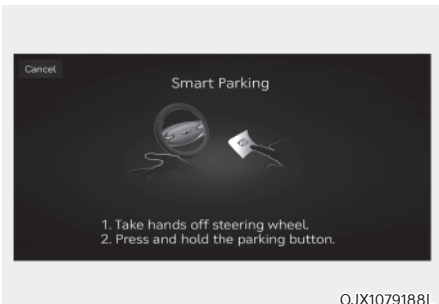 Cancel
Smart Parking
1. Take hands off steering wheel.
2. Press and hold the parking button.
OJX1079188L